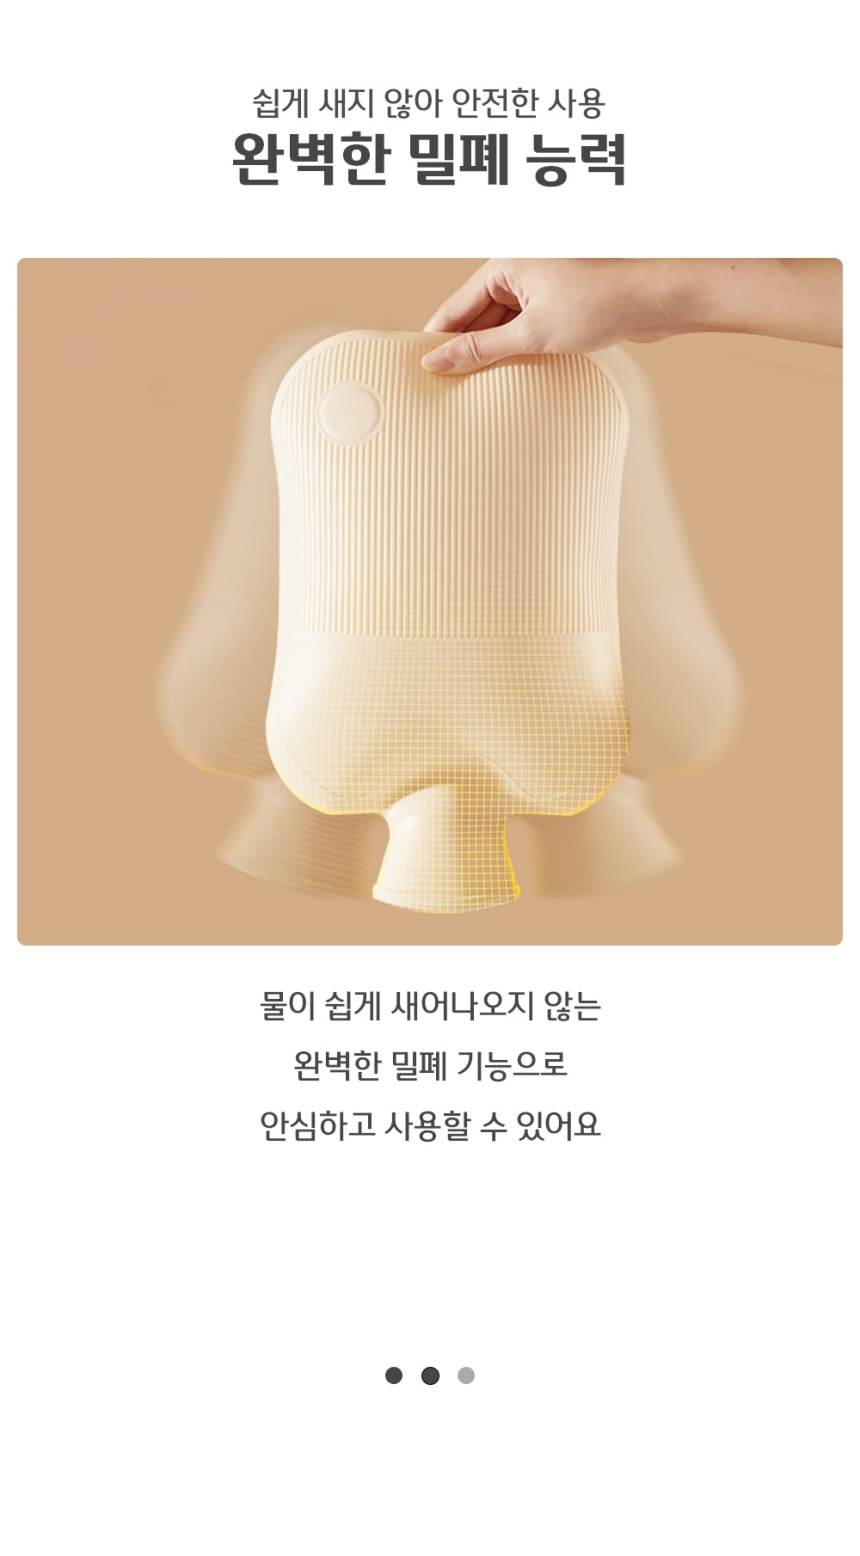 쉽게 새지 않아 안전한 사용
완벽한 밀폐 능력
물이 쉽게 새어나오지 않는
완벽한 밀폐 기능으로
안심하고 사용할 수 있어요